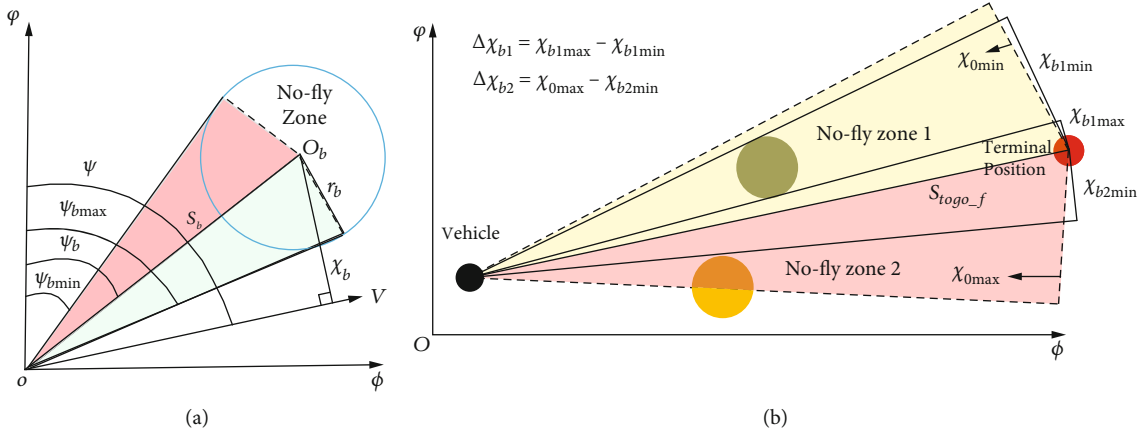 φ
No-fly
Zone
O_b
ψ
r_b
S_b
ψ_bmax
ψ_b
χ_b
ψ_bmin
V
o
ϕ
(a)
φ
Δχ_b1 = χ_b1max − χ_b1min
Δχ_b2 = χ_0max − χ_b2min
χ_0min
χ_b1min
χ_b1max
No-fly zone 1
Terminal
Position
χ_b2min
S_togo_f
Vehicle
No-fly zone 2
χ_0max
O
ϕ
(b)